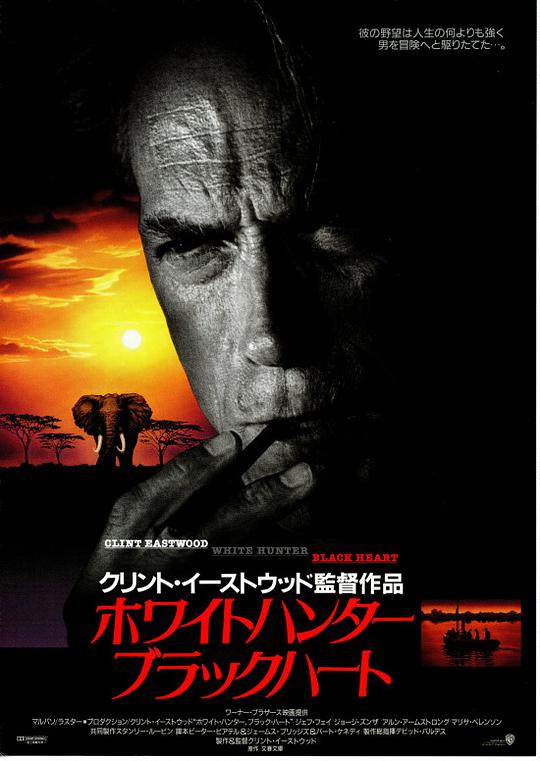 彼の野望は人生の何よりも強く
男を冒険へと駆りたてた…。
CLINT EASTWOOD
WHITE HUNTER
BLACK HEART
クリント・イーストウッド監督作品
ホワイトハンター
ブラックハート
ワーナー・ブラザース映画提供
マルパソ/ラスター●プロダクション/クリント・イーストウッド"ホワイト・ハンター、ブラック・ハート" ジェフ・フェイ ジョージ・ズンザ アルン・アームストロング マリサ・ベレンソン
共同製作スタンリー・ルービン 脚本ピーター・ビアテル&ジェームス・ブリッジズ&バート・ケネディ 製作総指揮デビッド・バルデス
製作&監督クリント・イーストウッド
原作 文春文庫